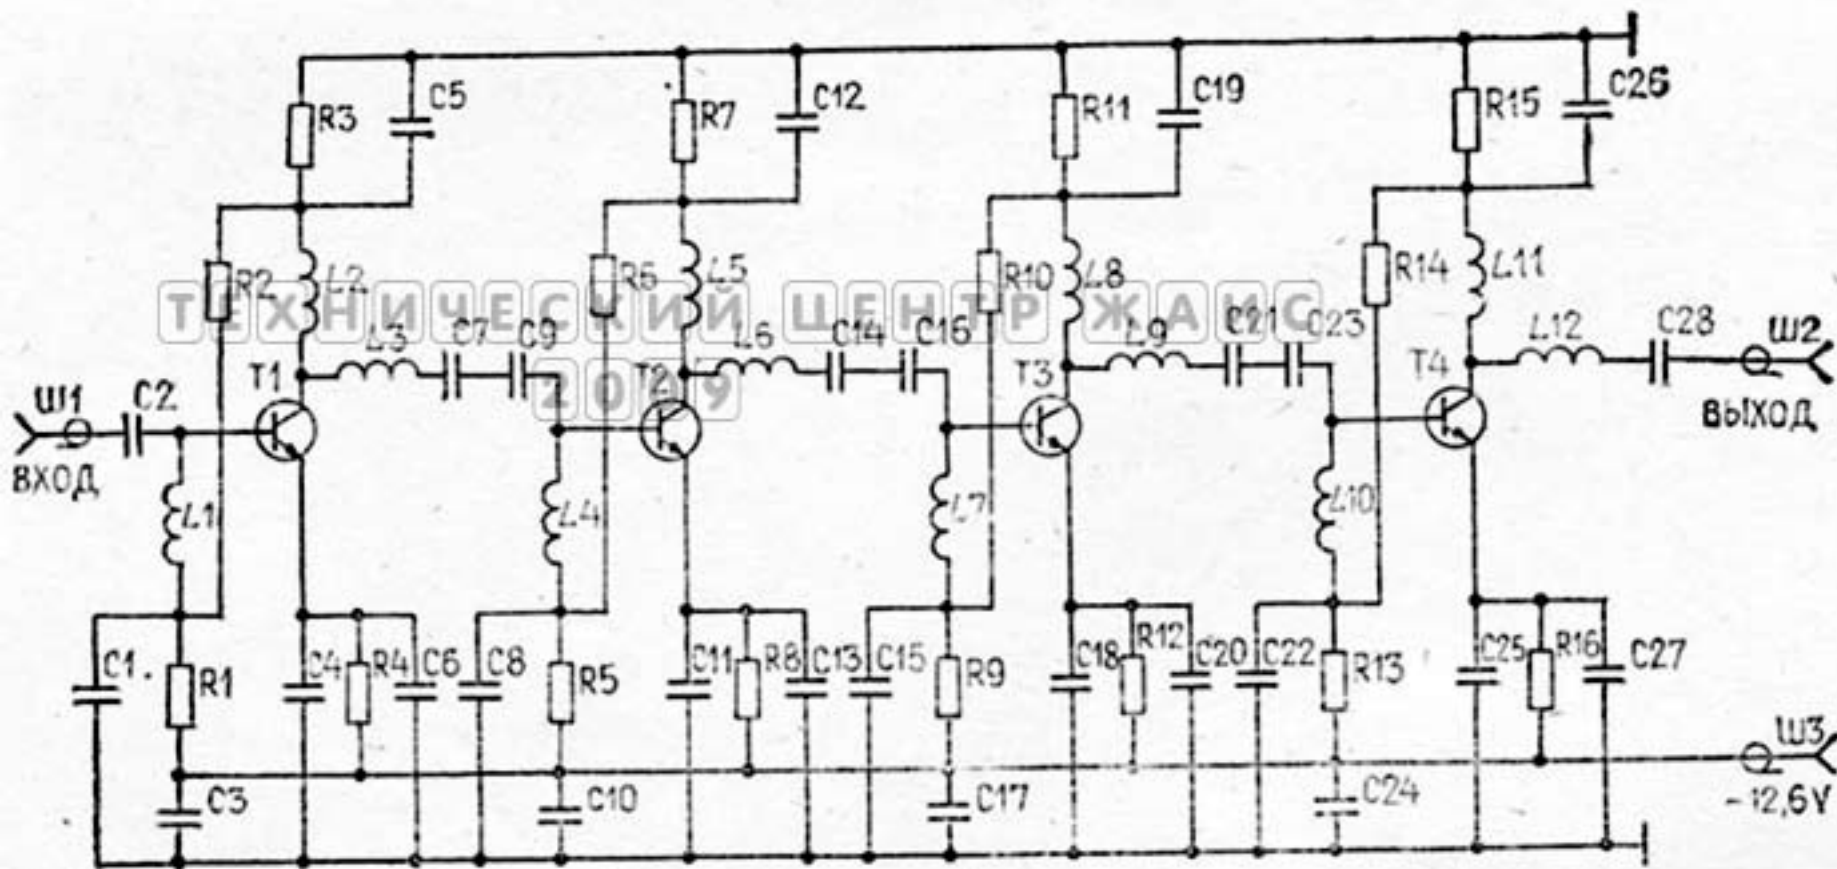 R3 C5 R7 C12 R11 C19 R15 C26
R2 L2 R6 L5 R10 L8 R14 L11
ТЕХНИЧЕСКИЙ ЦЕНТР ЖАИС
2009
L3 C7 C9 L6 C14 C16 L9 C21 C23 L12 C28 Ш2
Ш1 C2 T1 T2 T3 T4
ВХОД ВЫХОД
L1 L4 L7 L10
C1 R1 C4 R4 C6 C8 R5 C11 R8 C13 C15 R9 C18 R12 C20 C22 R13 C25 R16 C27
C3 C10 C17 C24 Ш3
-12,6V